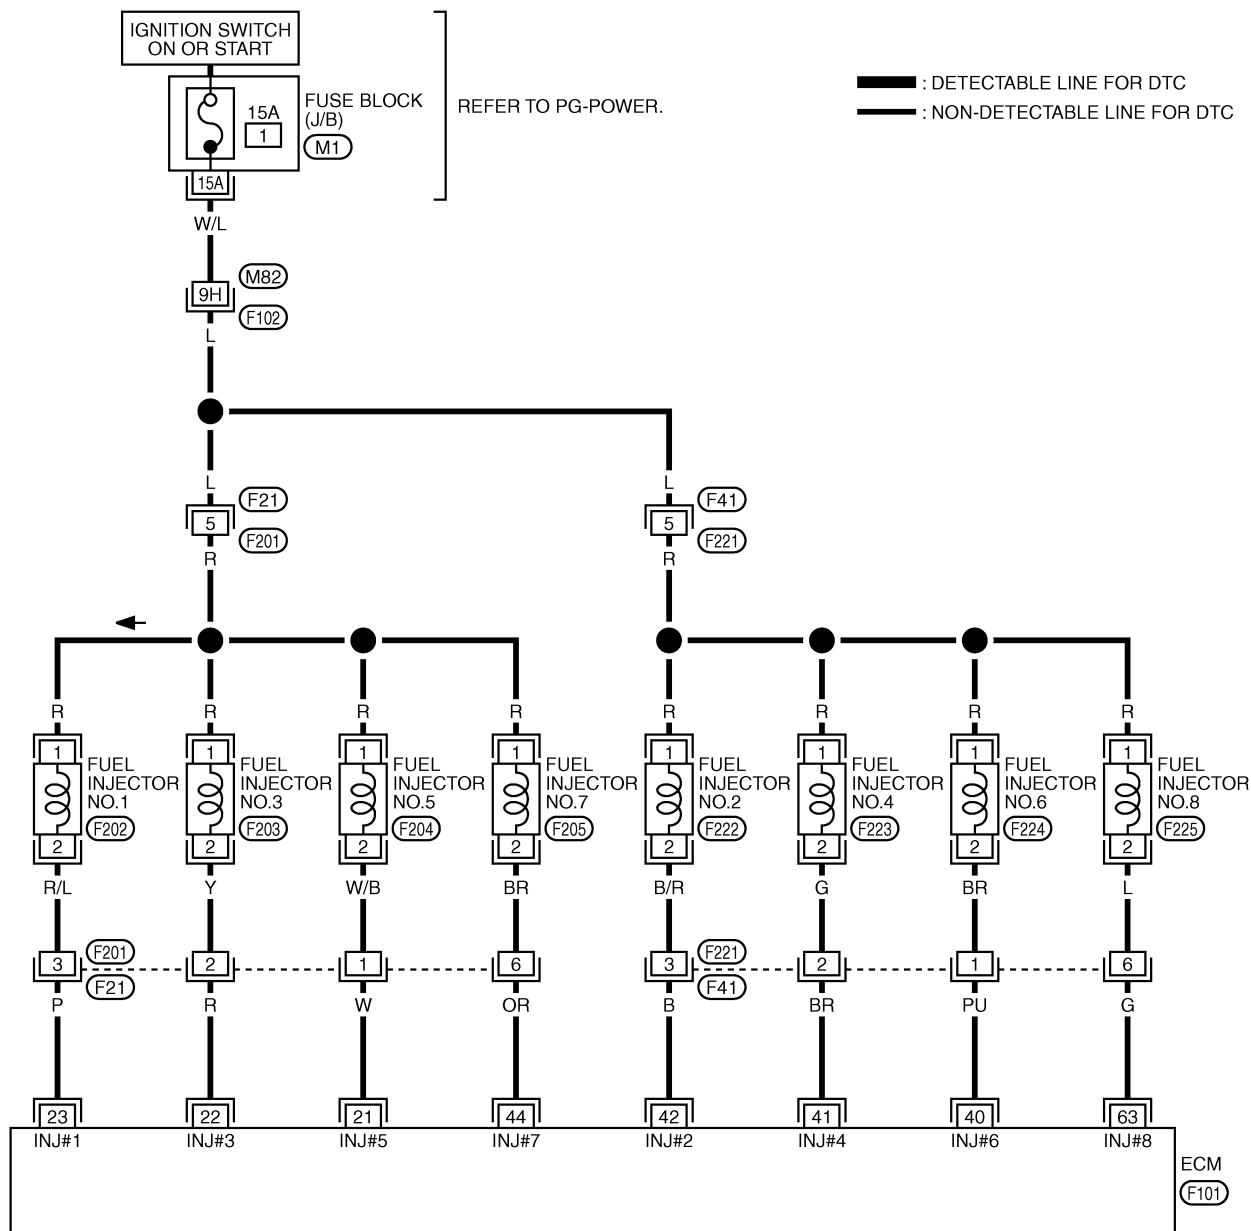 IGNITION SWITCH
ON OR START
FUSE BLOCK
(J/B)
15A
1
M1
REFER TO PG-POWER.
: DETECTABLE LINE FOR DTC
: NON-DETECTABLE LINE FOR DTC
15A
W/L
M82
9H
F102
L
L L
F21 F41
5 5
F201 F221
R R
R R R R R R R R
1 1 1 1 1 1 1 1
FUEL INJECTOR NO.1
FUEL INJECTOR NO.3
FUEL INJECTOR NO.5
FUEL INJECTOR NO.7
FUEL INJECTOR NO.2
FUEL INJECTOR NO.4
FUEL INJECTOR NO.6
FUEL INJECTOR NO.8
F202 F203 F204 F205 F222 F223 F224 F225
2 2 2 2 2 2 2 2
R/L Y W/B BR B/R G BR L
F201 F221
3 2 1 6 3 2 1 6
F21 F41
P R W OR B BR PU G
23 22 21 44 42 41 40 63
INJ#1 INJ#3 INJ#5 INJ#7 INJ#2 INJ#4 INJ#6 INJ#8
ECM
F101